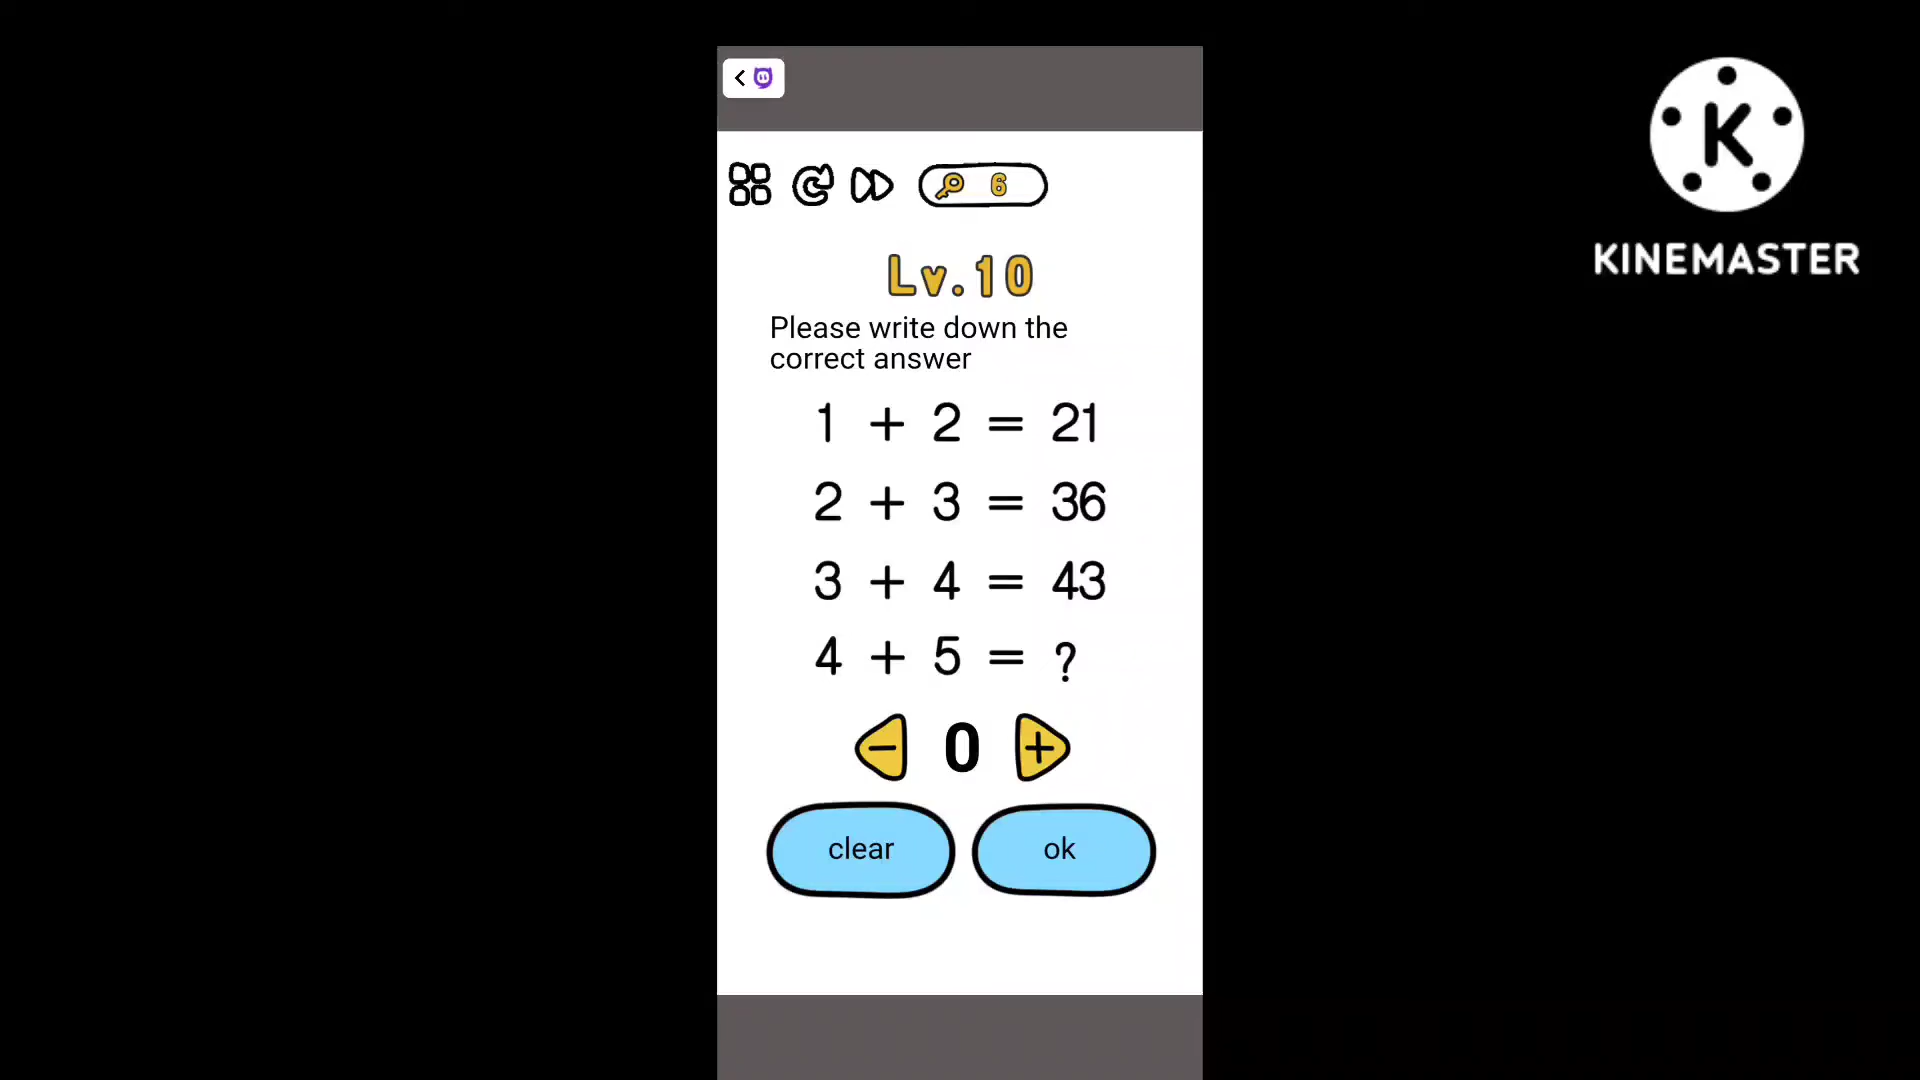 6
Lv.10
Please write down the
correct answer
1 + 2 = 21
2 + 3 = 36
3 + 4 = 43
4 + 5 = ?
− 0 +
clear ok
K
KINEMASTER